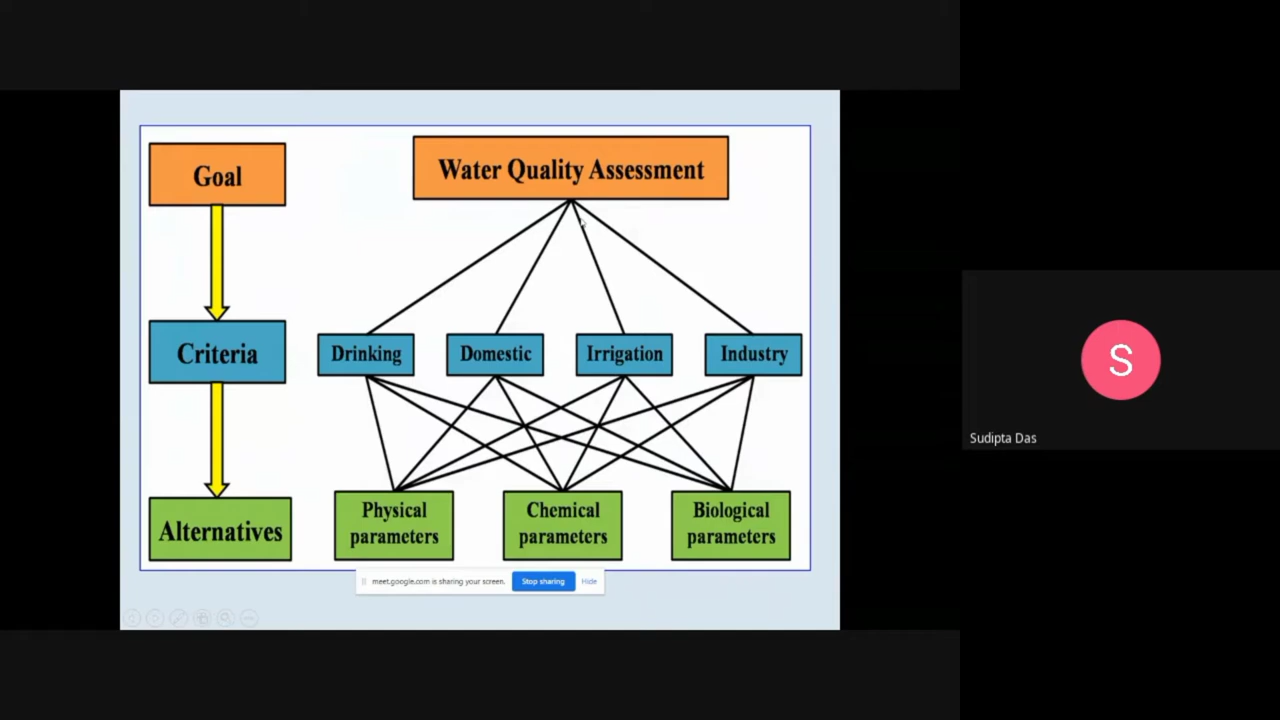 Goal
Water Quality Assessment
Criteria
Drinking
Domestic
Irrigation
Industry
Alternatives
Physical
parameters
Chemical
parameters
Biological
parameters
meet.google.com is sharing your screen.
Stop sharing
Hide
S
Sudipta Das